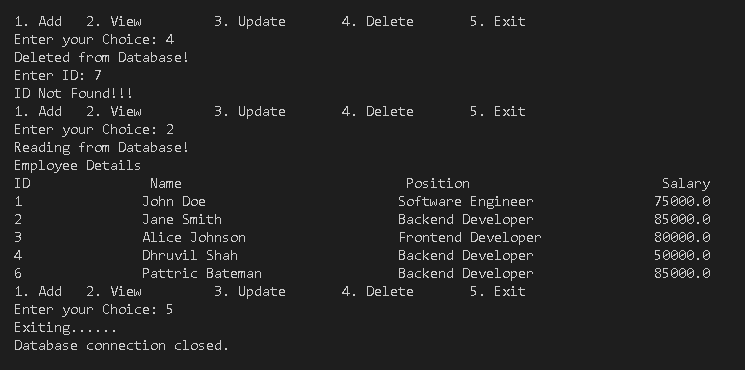 1. Add   2. View         3. Update       4. Delete       5. Exit
Enter your Choice: 4
Deleted from Database!
Enter ID: 7
ID Not Found!!!
1. Add   2. View         3. Update       4. Delete       5. Exit
Enter your Choice: 2
Reading from Database!
Employee Details
ID               Name                            Position                        Salary
1               John Doe                        Software Engineer               75000.0
2               Jane Smith                      Backend Developer               85000.0
3               Alice Johnson                   Frontend Developer              80000.0
4               Dhruvil Shah                    Backend Developer               50000.0
6               Pattric Bateman                 Backend Developer               85000.0
1. Add   2. View         3. Update       4. Delete       5. Exit
Enter your Choice: 5
Exiting......
Database connection closed.